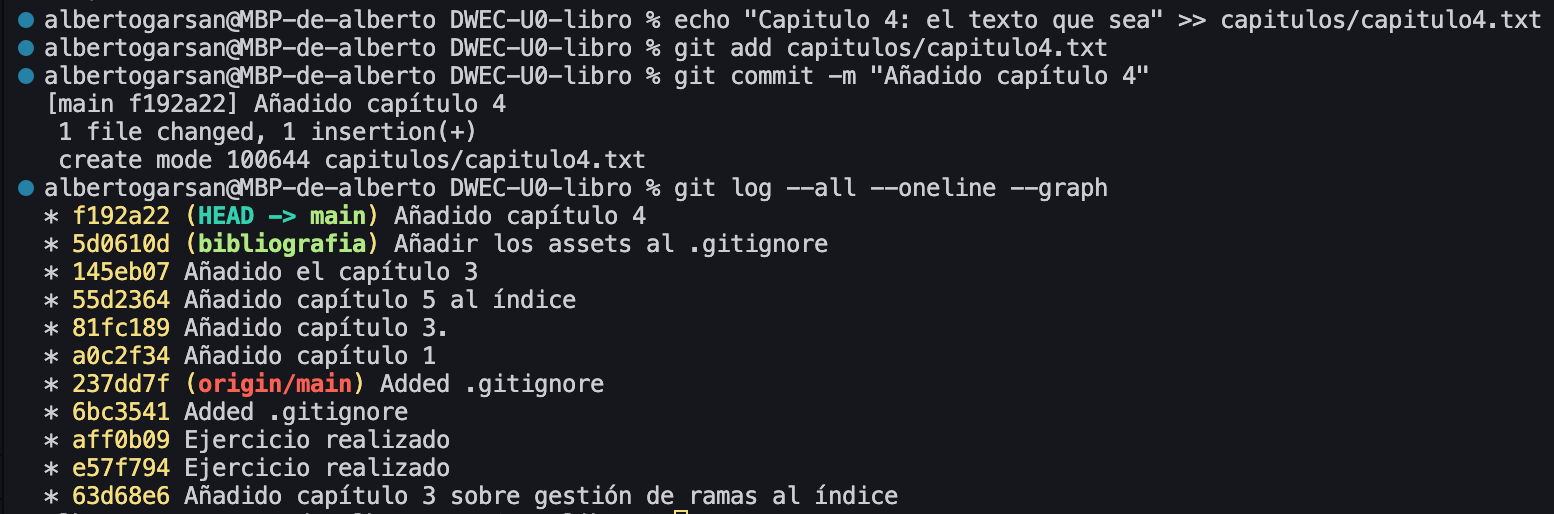 albertogarsan@MBP-de-alberto DWEC-U0-libro % echo "Capitulo 4: el texto que sea" >> capitulos/capitulo4.txt
albertogarsan@MBP-de-alberto DWEC-U0-libro % git add capitulos/capitulo4.txt
albertogarsan@MBP-de-alberto DWEC-U0-libro % git commit -m "Añadido capítulo 4"
[main f192a22] Añadido capítulo 4
1 file changed, 1 insertion(+)
create mode 100644 capitulos/capitulo4.txt
albertogarsan@MBP-de-alberto DWEC-U0-libro % git log --all --oneline --graph
* f192a22 (HEAD -> main) Añadido capítulo 4
* 5d0610d (bibliografia) Añadir los assets al .gitignore
* 145eb07 Añadido el capítulo 3
* 55d2364 Añadido capítulo 5 al índice
* 81fc189 Añadido capítulo 3.
* a0c2f34 Añadido capítulo 1
* 237dd7f (origin/main) Added .gitignore
* 6bc3541 Added .gitignore
* aff0b09 Ejercicio realizado
* e57f794 Ejercicio realizado
* 63d68e6 Añadido capítulo 3 sobre gestión de ramas al índice